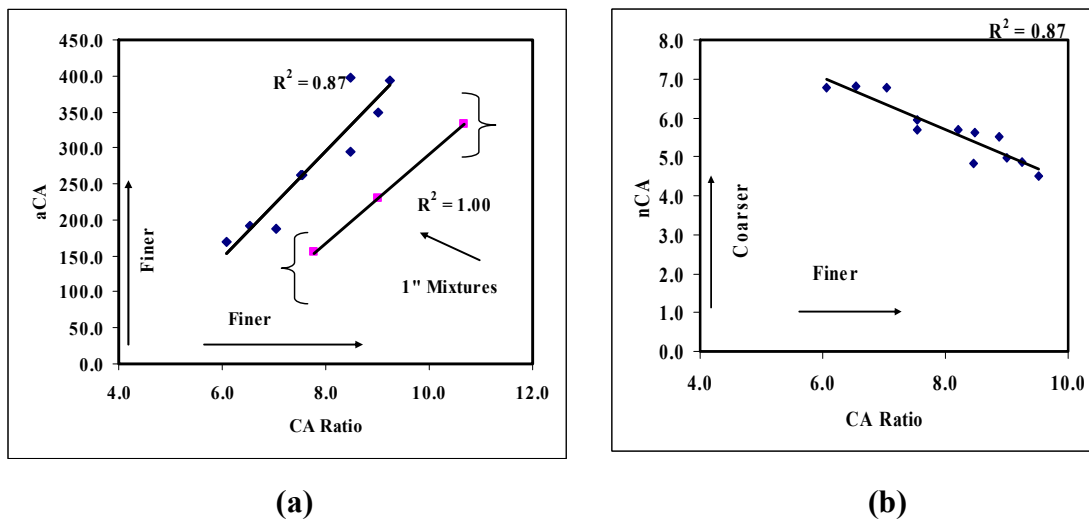 450.0
400.0
350.0
300.0
250.0
200.0
150.0
100.0
50.0
0.0
aCA
Finer
R² = 0.87
R² = 1.00
1" Mixtures
Finer
4.0 6.0 8.0 10.0 12.0
CA Ratio
(a)
R² = 0.87
8.0
7.0
6.0
5.0
4.0
3.0
2.0
1.0
0.0
nCA
Coarser
Finer
4.0 6.0 8.0 10.0
CA Ratio
(b)